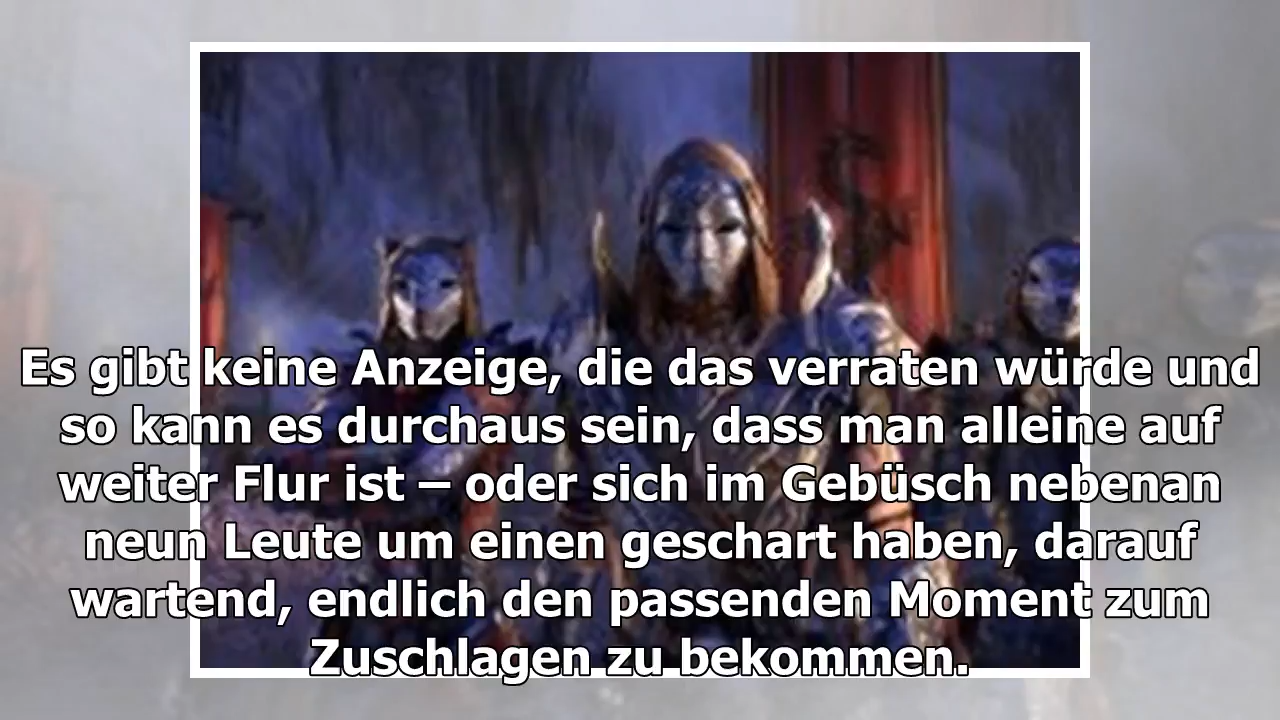 Es gibt keine Anzeige, die das verraten würde und
so kann es durchaus sein, dass man alleine auf
weiter Flur ist – oder sich im Gebüsch nebenan
neun Leute um einen geschart haben, darauf
wartend, endlich den passenden Moment zum
Zuschlagen zu bekommen.